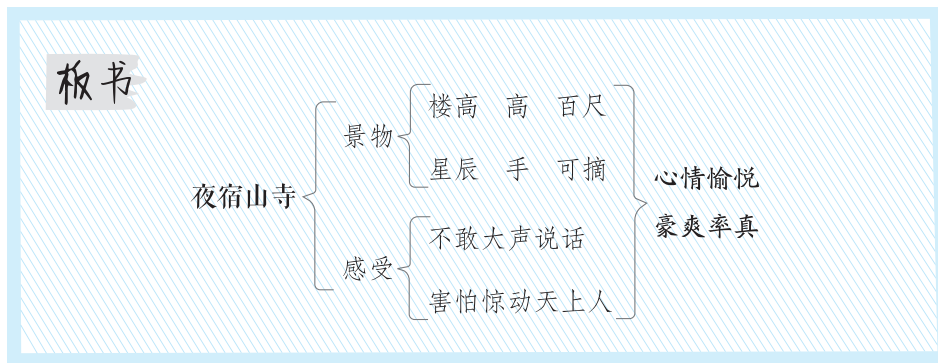 板书
夜宿山寺
景物
楼高 高 百尺
星辰 手 可摘
感受
不敢大声说话
害怕惊动天上人
心情愉悦
豪爽率真